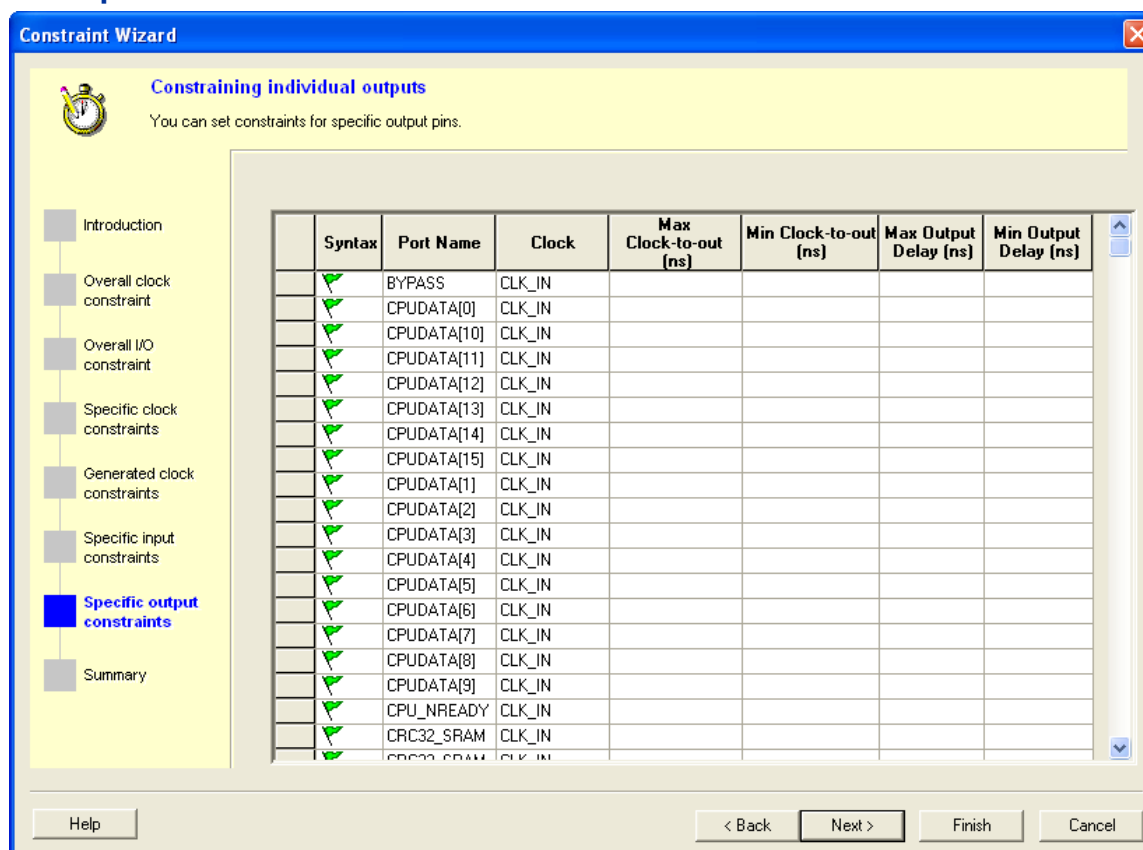 Constraint Wizard
Constraining individual outputs
You can set constraints for specific output pins.
Introduction
Overall clock
constraint
Overall I/O
constraint
Specific clock
constraints
Generated clock
constraints
Specific input
constraints
Specific output
constraints
Summary
Syntax Port Name Clock Max Clock-to-out (ns) Min Clock-to-out (ns) Max Output Delay (ns) Min Output Delay (ns)
BYPASS CLK_IN
CPUDATA[0] CLK_IN
CPUDATA[10] CLK_IN
CPUDATA[11] CLK_IN
CPUDATA[12] CLK_IN
CPUDATA[13] CLK_IN
CPUDATA[14] CLK_IN
CPUDATA[15] CLK_IN
CPUDATA[1] CLK_IN
CPUDATA[2] CLK_IN
CPUDATA[3] CLK_IN
CPUDATA[4] CLK_IN
CPUDATA[5] CLK_IN
CPUDATA[6] CLK_IN
CPUDATA[7] CLK_IN
CPUDATA[8] CLK_IN
CPUDATA[9] CLK_IN
CPU_NREADY CLK_IN
CRC32_SRAM CLK_IN
CRC32_SRAM CLK_IN
Help < Back Next > Finish Cancel